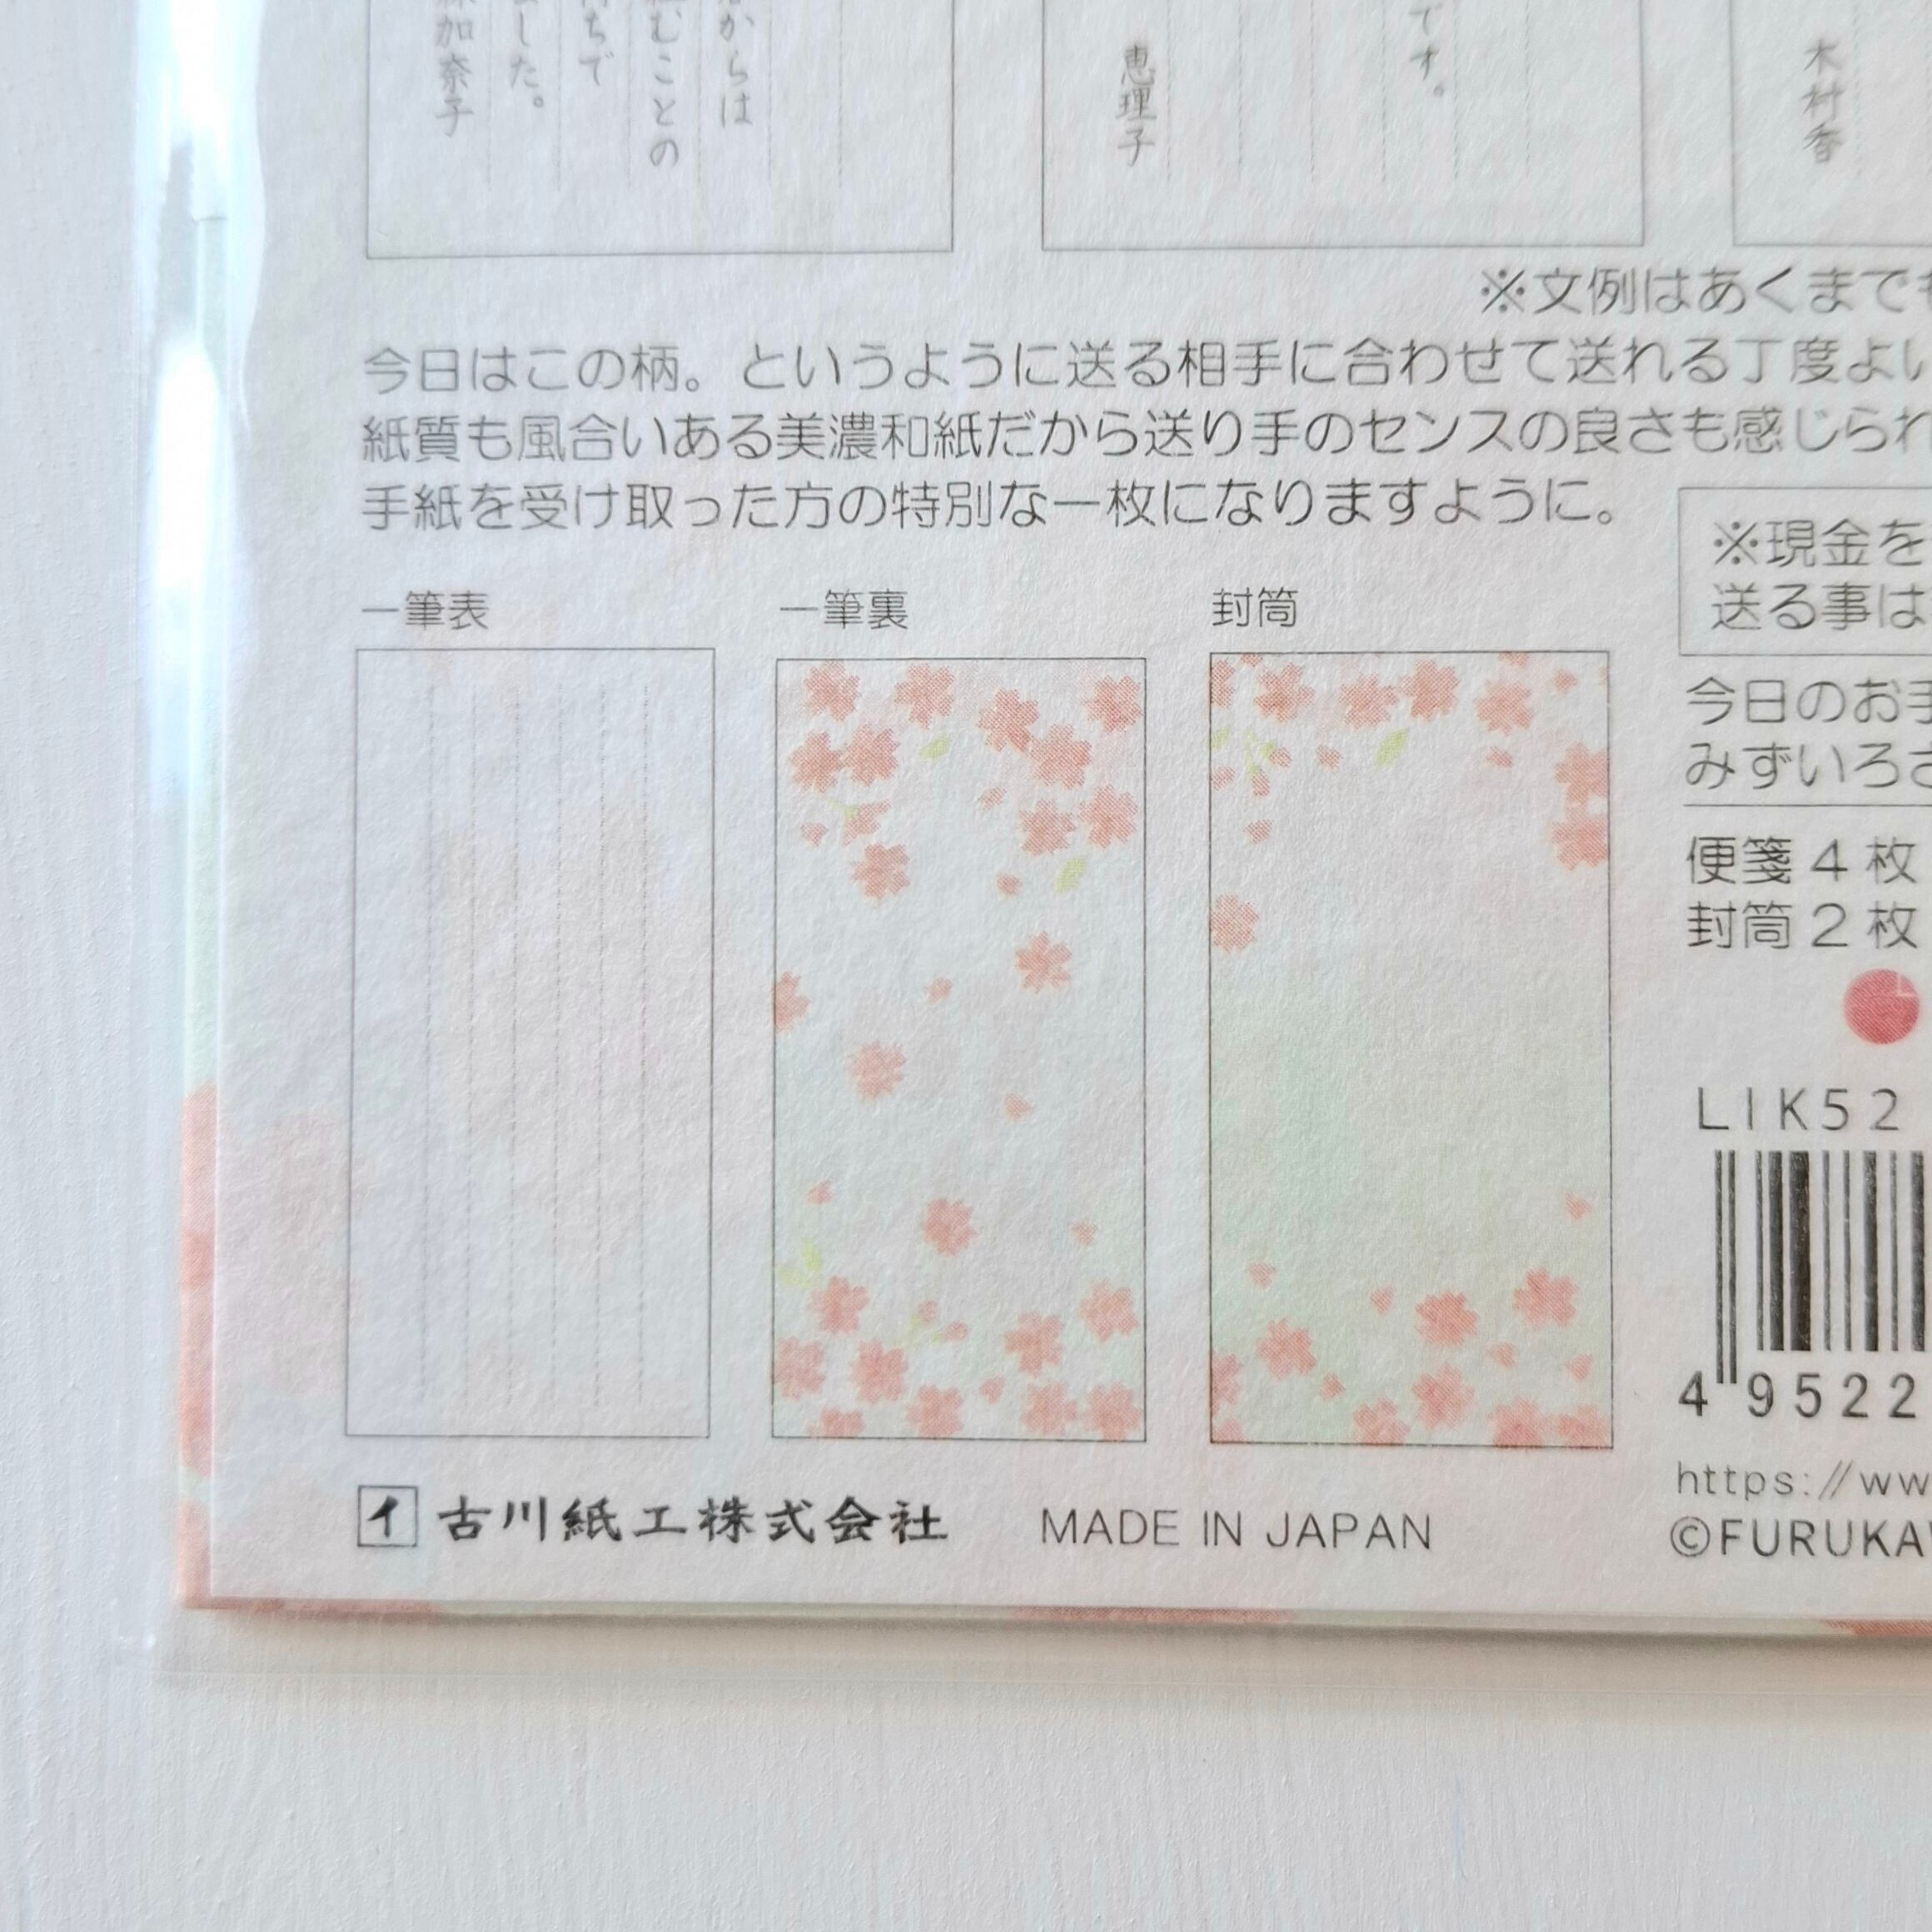 からは
むことの
ちで
した。
加奈子
です。
恵理子
木村香
※文例はあくまで
今日はこの柄。というように送る相手に合わせて送れる丁度よい
紙質も風合いある美濃和紙だから送り手のセンスの良さも感じられ
手紙を受け取った方の特別な一枚になりますように。
※現金を
送る事は
一筆表
一筆裏
封筒
今日のお手
みずいろさ
便箋4枚
封筒2枚
LIK52
4 9522
https://ww
©FURUKAW
イ 古川紙工株式会社 MADE IN JAPAN